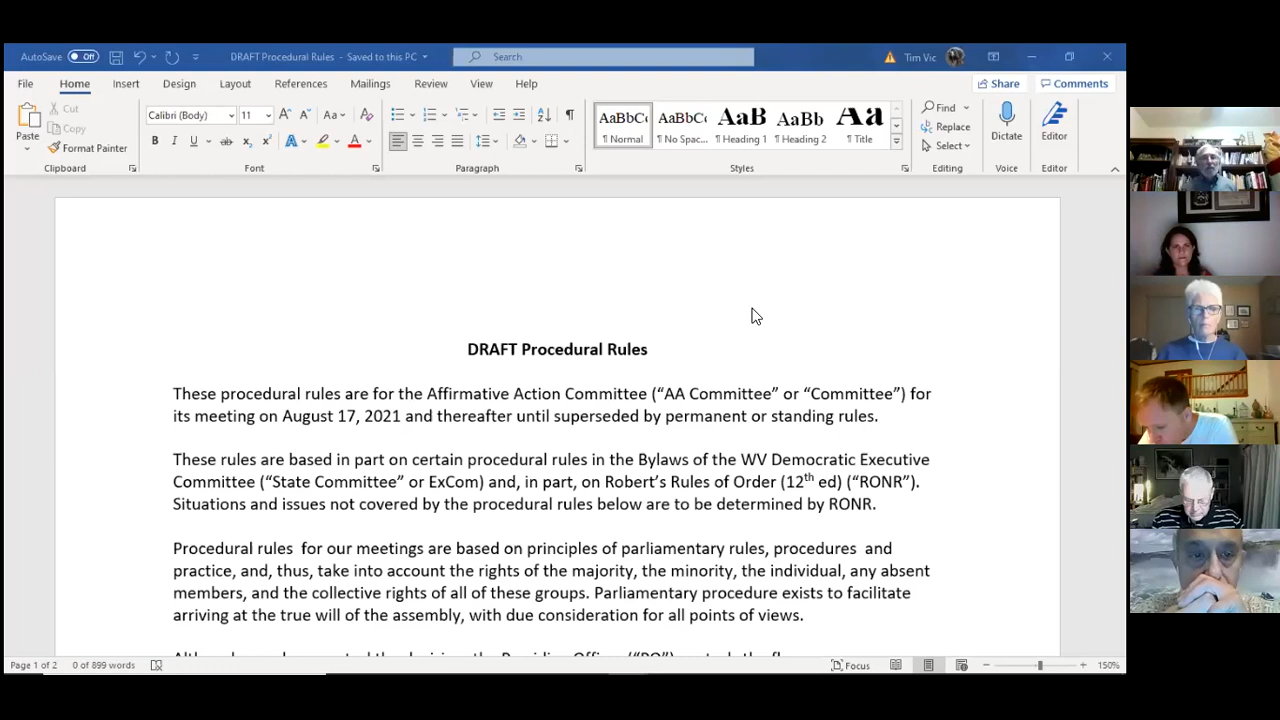 AutoSave Off DRAFT Procedural Rules - Saved to this PC Search Tim Vic
File Home Insert Design Layout References Mailings Review View Help Share Comments
Paste Cut Copy Format Painter
Calibri (Body) 11
AaBbCc AaBbCc AaB AaBb Aa
¶ Normal ¶ No Spac... ¶ Heading 1 ¶ Heading 2 ¶ Title
Find Replace Select
Dictate Editor
Clipboard Font Paragraph Styles Editing Voice Editor
DRAFT Procedural Rules
These procedural rules are for the Affirmative Action Committee (“AA Committee” or “Committee”) for
its meeting on August 17, 2021 and thereafter until superseded by permanent or standing rules.
These rules are based in part on certain procedural rules in the Bylaws of the WV Democratic Executive
Committee (“State Committee” or ExCom) and, in part, on Robert’s Rules of Order (12th ed) (“RONR”).
Situations and issues not covered by the procedural rules below are to be determined by RONR.
Procedural rules for our meetings are based on principles of parliamentary rules, procedures and
practice, and, thus, take into account the rights of the majority, the minority, the individual, any absent
members, and the collective rights of all of these groups. Parliamentary procedure exists to facilitate
arriving at the true will of the assembly, with due consideration for all points of views.
Page 1 of 2 0 of 899 words Focus 150%